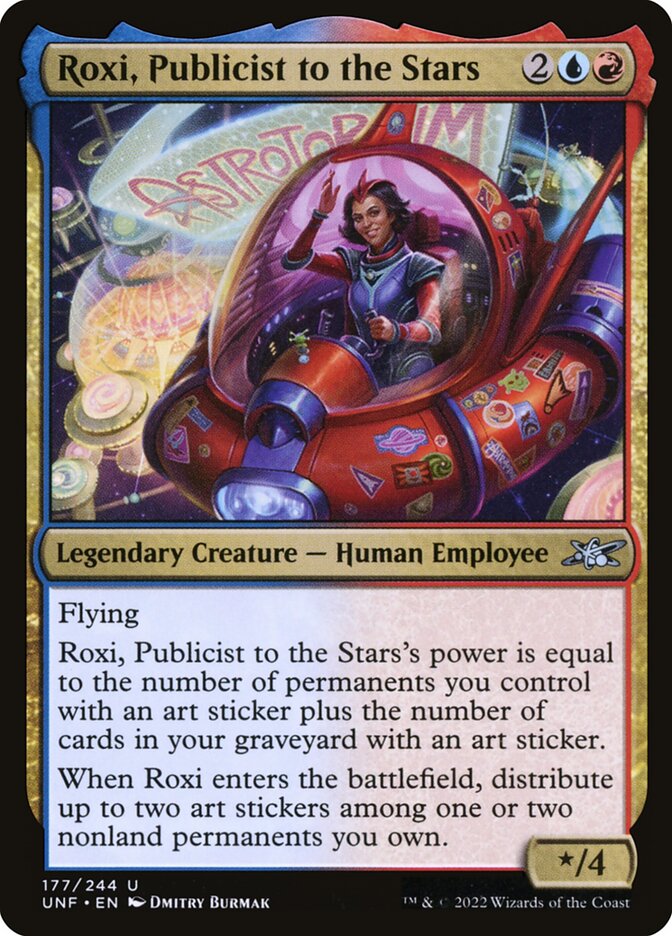 Roxi, Publicist to the Stars 2
ASTROTORIUM
Legendary Creature — Human Employee
Flying
Roxi, Publicist to the Stars's power is equal
to the number of permanents you control
with an art sticker plus the number of
cards in your graveyard with an art sticker.
When Roxi enters the battlefield, distribute
up to two art stickers among one or two
nonland permanents you own.
★/4
177/244 U
UNF • EN Dmitry Burmak
™ & © 2022 Wizards of the Coast